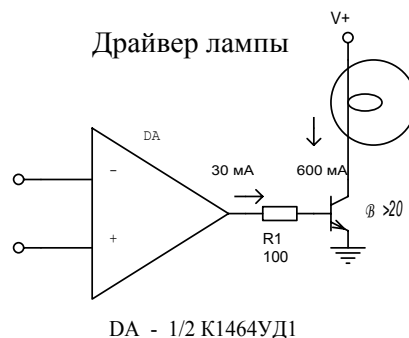 V+
Драйвер лампы
DA
30 мА
600 мА
-
+
β >20
R1
100
DA - 1/2 К1464УД1